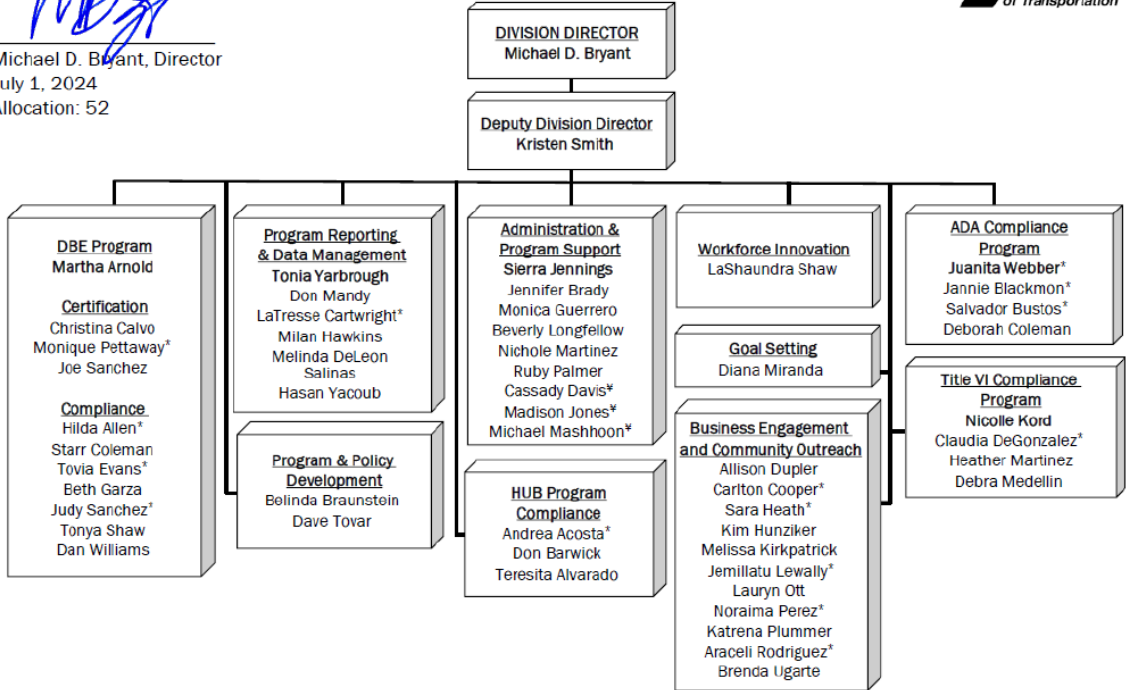 of Transportation
Michael D. Bryant, Director
July 1, 2024
Allocation: 52
DIVISION DIRECTOR
Michael D. Bryant
Deputy Division Director
Kristen Smith
DBE Program
Martha Arnold
Certification
Christina Calvo
Monique Pettaway*
Joe Sanchez
Compliance
Hilda Allen*
Starr Coleman
Tovia Evans*
Beth Garza
Judy Sanchez*
Tonya Shaw
Dan Williams
Program Reporting
& Data Management
Tonia Yarbrough
Don Mandy
LaTresse Cartwright*
Milan Hawkins
Melinda DeLeon
Salinas
Hasan Yacoub
Program & Policy
Development
Belinda Braunstein
Dave Tovar
Administration &
Program Support
Sierra Jennings
Jennifer Brady
Monica Guerrero
Beverly Longfellow
Nichole Martinez
Ruby Palmer
Cassady Davis¥
Madison Jones¥
Michael Mashhoon¥
HUB Program
Compliance
Andrea Acosta*
Don Barwick
Teresita Alvarado
Workforce Innovation
LaShaundra Shaw
Goal Setting
Diana Miranda
Business Engagement
and Community Outreach
Allison Dupler
Carlton Cooper*
Sara Heath*
Kim Hunziker
Melissa Kirkpatrick
Jemillatu Lewally*
Lauryn Ott
Noraima Perez*
Katrena Plummer
Araceli Rodriguez*
Brenda Ugarte
ADA Compliance
Program
Juanita Webber*
Jannie Blackmon*
Salvador Bustos*
Deborah Coleman
Title VI Compliance
Program
Nicolle Kord
Claudia DeGonzalez*
Heather Martinez
Debra Medellin